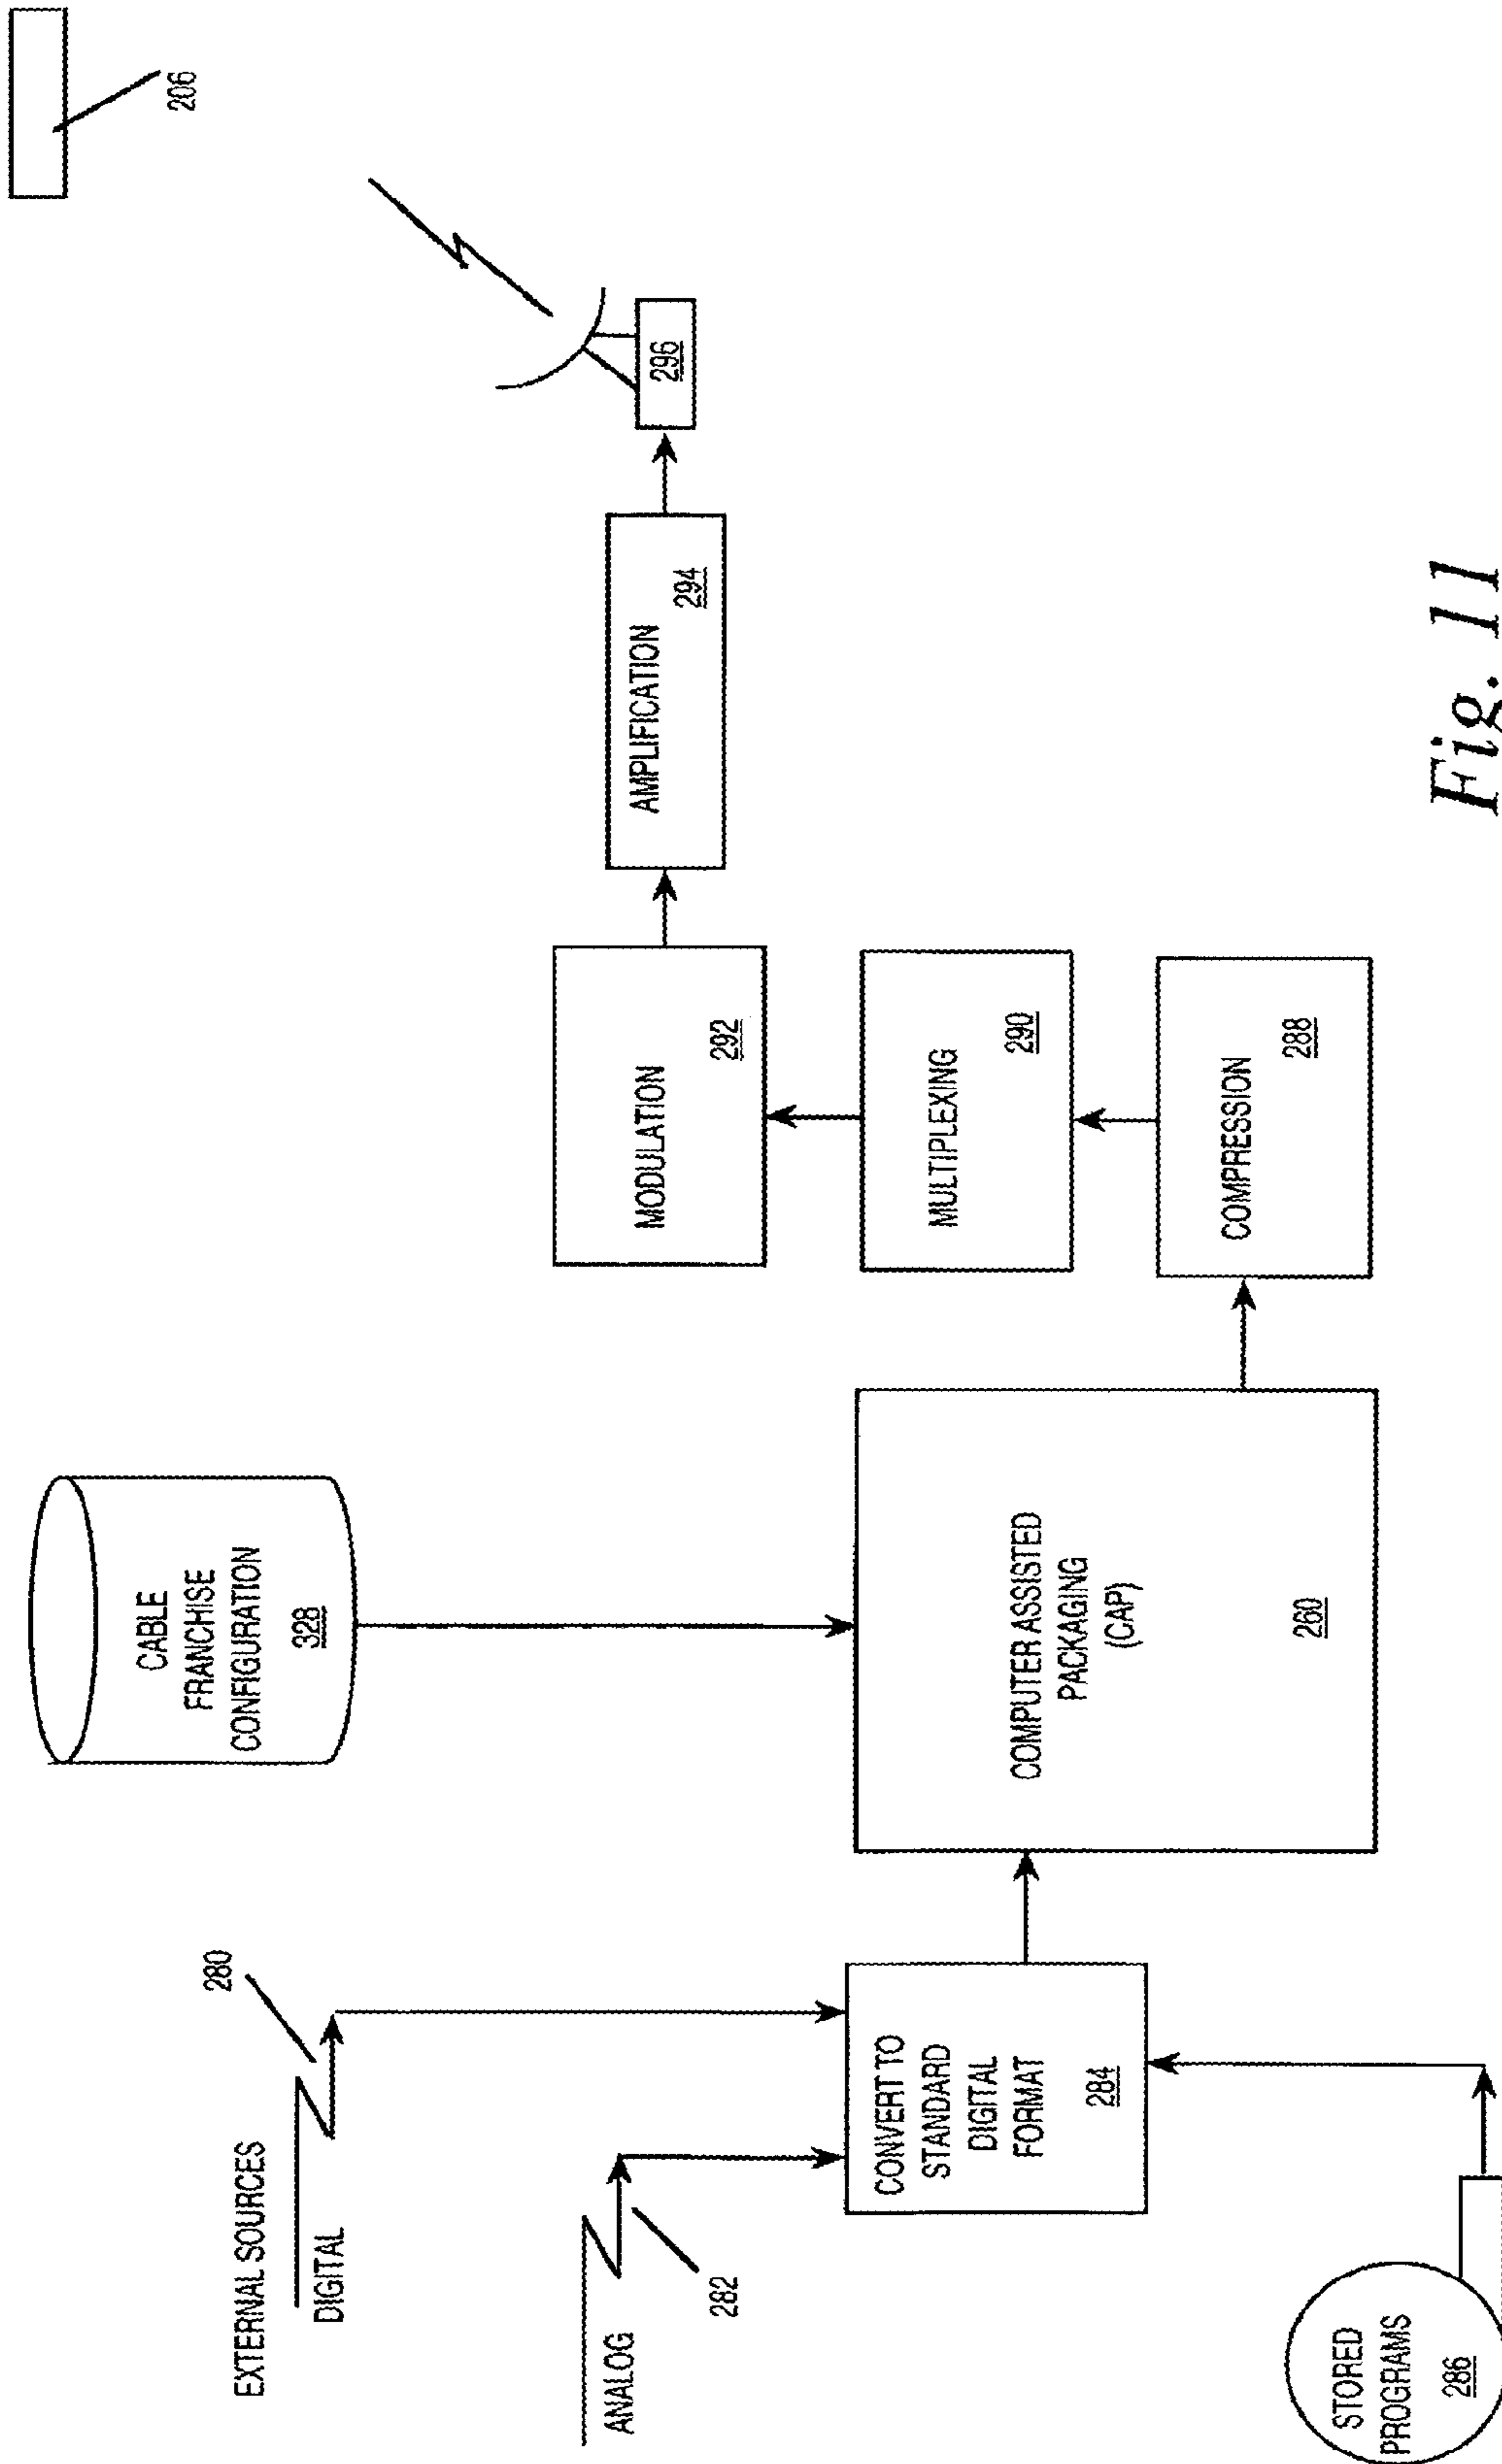 EXTERNAL SOURCES
DIGITAL
280
ANALOG
282
CONVERT TO
STANDARD
DIGITAL
FORMAT
284
STORED
PROGRAMS
286
CABLE
FRANCHISE
CONFIGURATION
328
COMPUTER ASSISTED
PACKAGING
(CAP)
260
COMPRESSION
288
MULTIPLEXING
290
MODULATION
292
AMPLIFICATION
294
296
206
Fig. 11